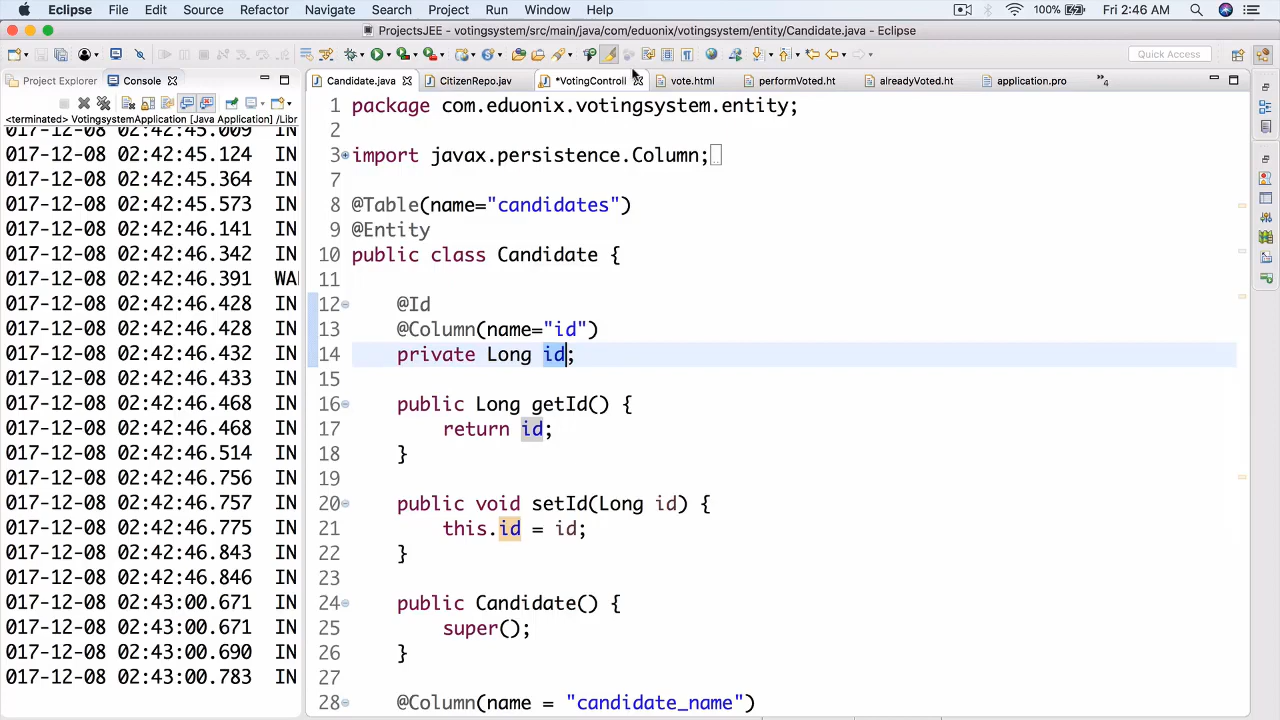 Eclipse File Edit Source Refactor Navigate Search Project Run Window Help 100% Fri 2:46 AM
ProjectsJEE - votingsystem/src/main/java/com/eduonix/votingsystem/entity/Candidate.java - Eclipse
Quick Access
Project Explorer Console
Candidate.java CitizenRepo.jav *VotingControll vote.html performVoted.ht alreadyVoted.ht application.pro »4
<terminated> VotingsystemApplication [Java Application] /Libr
017-12-08 02:42:45.009 IN
017-12-08 02:42:45.124 IN
017-12-08 02:42:45.364 IN
017-12-08 02:42:45.573 IN
017-12-08 02:42:46.141 IN
017-12-08 02:42:46.342 IN
017-12-08 02:42:46.391 WA
017-12-08 02:42:46.428 IN
017-12-08 02:42:46.428 IN
017-12-08 02:42:46.432 IN
017-12-08 02:42:46.433 IN
017-12-08 02:42:46.468 IN
017-12-08 02:42:46.468 IN
017-12-08 02:42:46.514 IN
017-12-08 02:42:46.756 IN
017-12-08 02:42:46.757 IN
017-12-08 02:42:46.775 IN
017-12-08 02:42:46.843 IN
017-12-08 02:42:46.846 IN
017-12-08 02:43:00.671 IN
017-12-08 02:43:00.671 IN
017-12-08 02:43:00.690 IN
017-12-08 02:43:00.783 IN
1 package com.eduonix.votingsystem.entity;
2
3 import javax.persistence.Column;
7
8 @Table(name="candidates")
9 @Entity
10 public class Candidate {
11
12 @Id
13 @Column(name="id")
14 private Long id;
15
16 public Long getId() {
17 return id;
18 }
19
20 public void setId(Long id) {
21 this.id = id;
22 }
23
24 public Candidate() {
25 super();
26 }
27
28 @Column(name = "candidate_name")